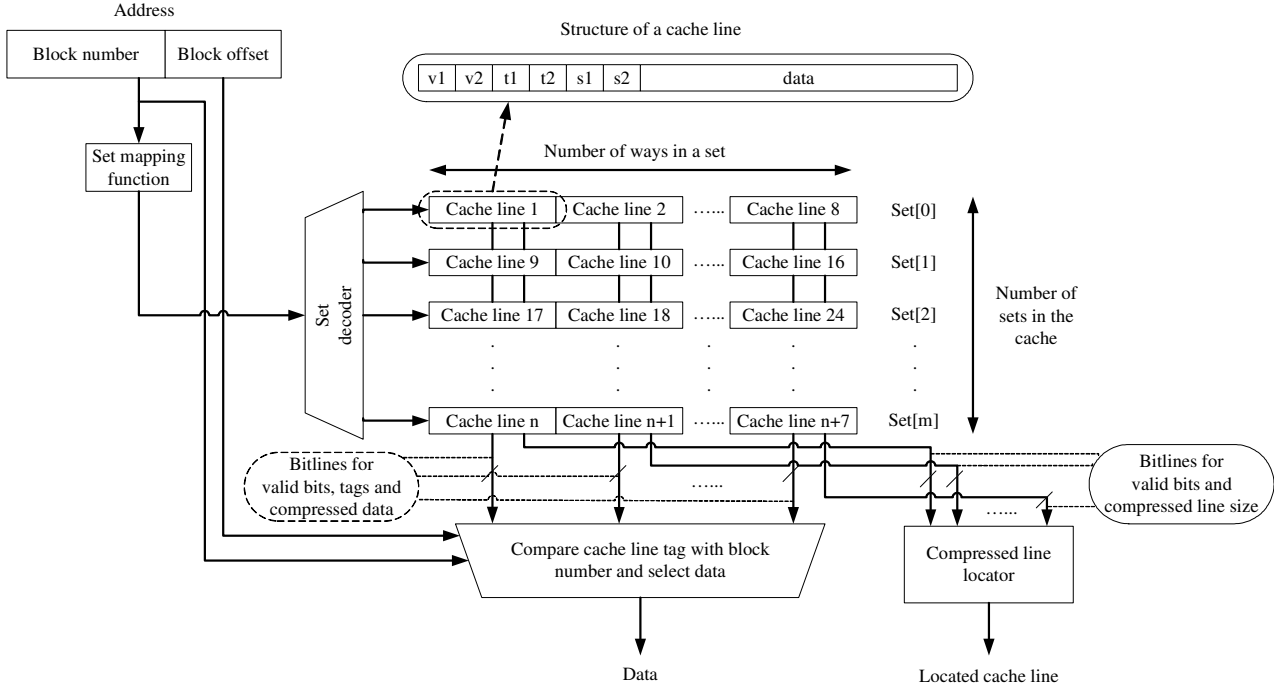 Address
Block number
Block offset
Structure of a cache line
v1 v2 t1 t2 s1 s2 data
Set mapping
function
Number of ways in a set
Set
decoder
Cache line 1 Cache line 2 ...... Cache line 8 Set[0]
Cache line 9 Cache line 10 ...... Cache line 16 Set[1]
Cache line 17 Cache line 18 ...... Cache line 24 Set[2]
. . . . .
. . . . .
. . . . .
Cache line n Cache line n+1 ...... Cache line n+7 Set[m]
Number of
sets in the
cache
Bitlines for
valid bits, tags and
compressed data
......
......
Bitlines for
valid bits and
compressed line size
Compare cache line tag with block
number and select data
Compressed line
locator
Data
Located cache line